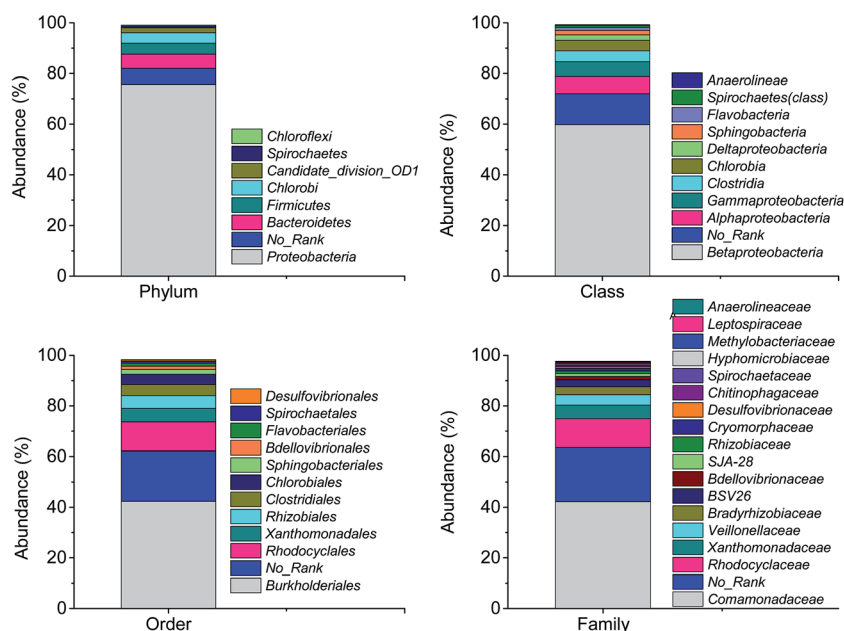 100
80
60
40
20
0
Abundance (%)
Chloroflexi
Spirochaetes
Candidate_division_OD1
Chlorobi
Firmicutes
Bacteroidetes
No_Rank
Proteobacteria
Phylum
100
80
60
40
20
0
Abundance (%)
Anaerolineae
Spirochaetes(class)
Flavobacteria
Sphingobacteria
Deltaproteobacteria
Chlorobia
Clostridia
Gammaproteobacteria
Alphaproteobacteria
No_Rank
Betaproteobacteria
Class
100
80
60
40
20
0
Abundance (%)
Desulfovibrionales
Spirochaetales
Flavobacteriales
Bdellovibrionales
Sphingobacteriales
Chlorobiales
Clostridiales
Rhizobiales
Xanthomonadales
Rhodocyclales
No_Rank
Burkholderiales
Order
100
80
60
40
20
0
Abundance (%)
Anaerolineaceae
Leptospiraceae
Methylobacteriaceae
Hyphomicrobiaceae
Spirochaetaceae
Chitinophagaceae
Desulfovibrionaceae
Cryomorphaceae
Rhizobiaceae
SJA-28
Bdellovibrionaceae
BSV26
Bradyrhizobiaceae
Veillonellaceae
Xanthomonadaceae
Rhodocyclaceae
No_Rank
Comamonadaceae
Family